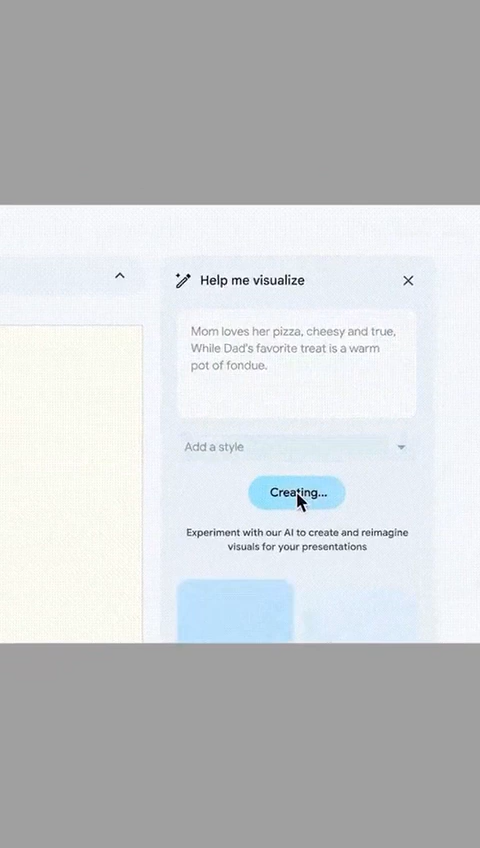 Help me visualize
Mom loves her pizza, cheesy and true,
While Dad's favorite treat is a warm
pot of fondue.
Add a style
Creating...
Experiment with our AI to create and reimagine
visuals for your presentations